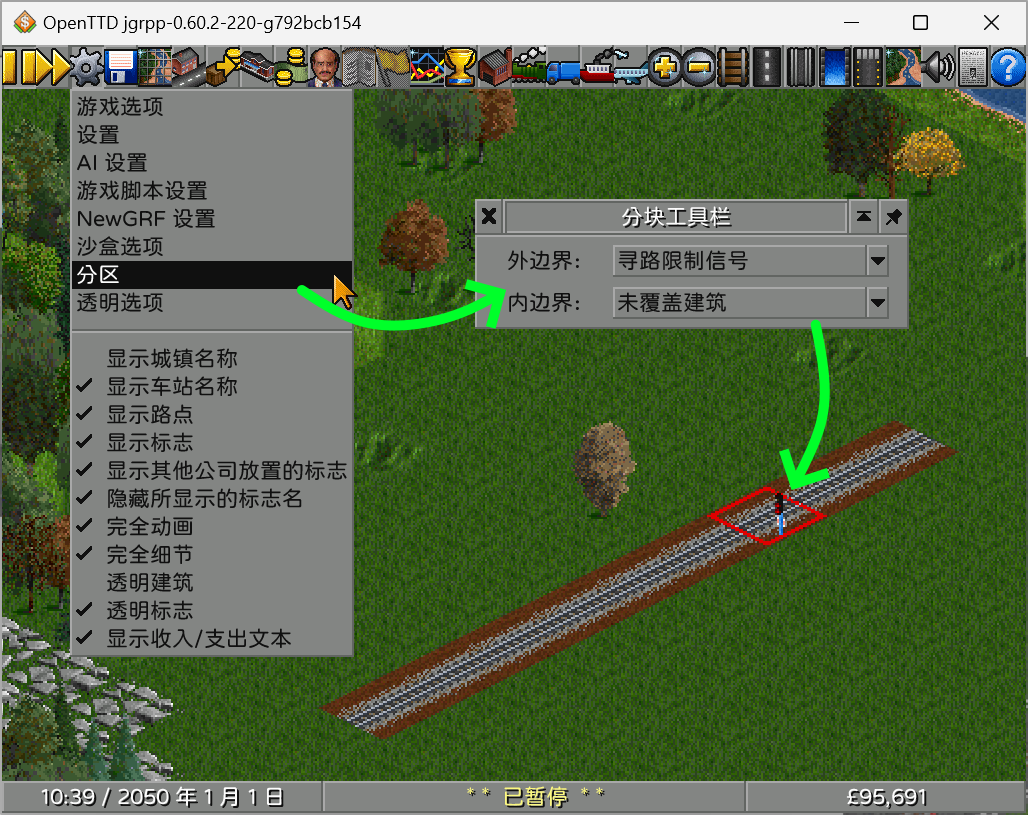 OpenTTD jgrpp-0.60.2-220-g792bcb154
游戏选项
设置
AI 设置
游戏脚本设置
NewGRF 设置
沙盒选项
分区
透明选项
显示城镇名称
显示车站名称
显示路点
显示标志
显示其他公司放置的标志
隐藏所显示的标志名
完全动画
完全细节
透明建筑
透明标志
显示收入/支出文本
分块工具栏
外边界: 寻路限制信号
内边界: 未覆盖建筑
10:39 / 2050 年 1 月 1 日
* * 已暂停 * *
£95,691